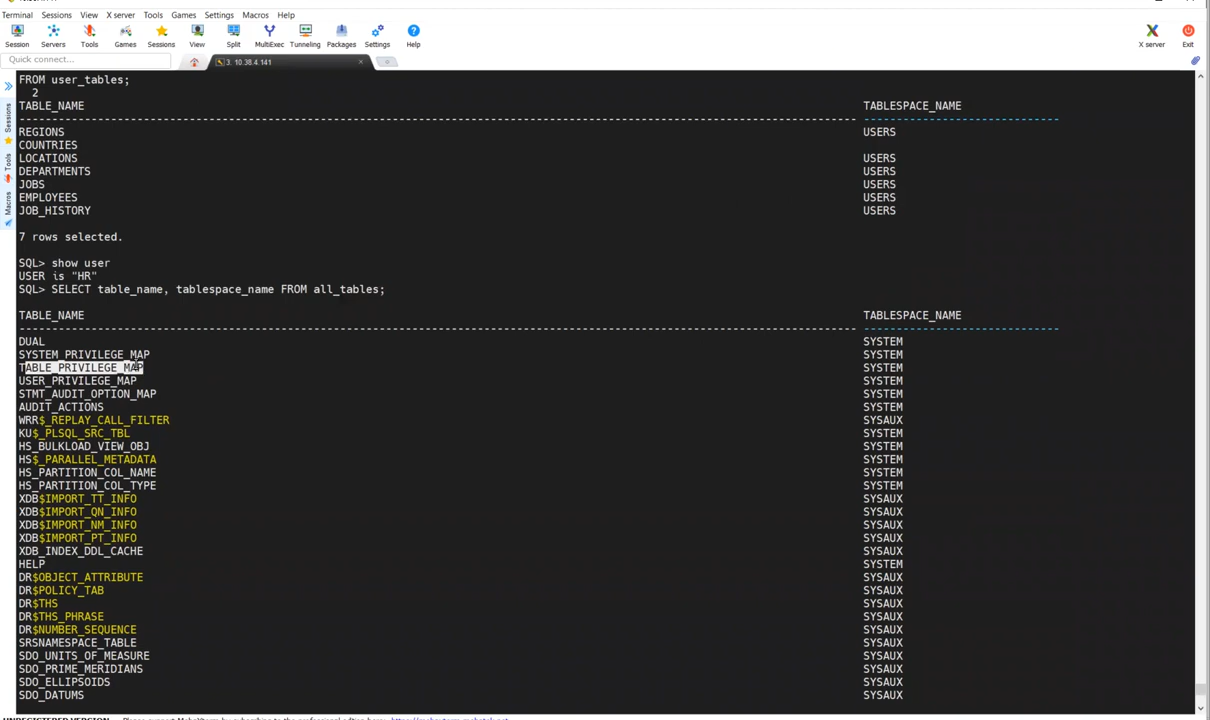 Terminal Sessions View X server Tools Games Settings Macros Help
Session Servers Tools Games Sessions View Split MultiExec Tunneling Packages Settings Help X server Exit
Quick connect...
3. 10.38.4.141
Sessions
Tools
Macros
FROM user_tables;
2
TABLE_NAME TABLESPACE_NAME
REGIONS USERS
COUNTRIES
LOCATIONS USERS
DEPARTMENTS USERS
JOBS USERS
EMPLOYEES USERS
JOB_HISTORY USERS
7 rows selected.
SQL> show user
USER is "HR"
SQL> SELECT table_name, tablespace_name FROM all_tables;
TABLE_NAME TABLESPACE_NAME
DUAL SYSTEM
SYSTEM_PRIVILEGE_MAP SYSTEM
TABLE_PRIVILEGE_MAP SYSTEM
USER_PRIVILEGE_MAP SYSTEM
STMT_AUDIT_OPTION_MAP SYSTEM
AUDIT_ACTIONS SYSTEM
WRR$_REPLAY_CALL_FILTER SYSAUX
KU$_PLSQL_SRC_TBL SYSTEM
HS_BULKLOAD_VIEW_OBJ SYSTEM
HS$_PARALLEL_METADATA SYSTEM
HS_PARTITION_COL_NAME SYSTEM
HS_PARTITION_COL_TYPE SYSTEM
XDB$IMPORT_TT_INFO SYSAUX
XDB$IMPORT_QN_INFO SYSAUX
XDB$IMPORT_NM_INFO SYSAUX
XDB$IMPORT_PT_INFO SYSAUX
XDB_INDEX_DDL_CACHE SYSAUX
HELP SYSTEM
DR$OBJECT_ATTRIBUTE SYSAUX
DR$POLICY_TAB SYSAUX
DR$THS SYSAUX
DR$THS_PHRASE SYSAUX
DR$NUMBER_SEQUENCE SYSAUX
SRSNAMESPACE_TABLE SYSAUX
SDO_UNITS_OF_MEASURE SYSAUX
SDO_PRIME_MERIDIANS SYSAUX
SDO_ELLIPSOIDS SYSAUX
SDO_DATUMS SYSAUX